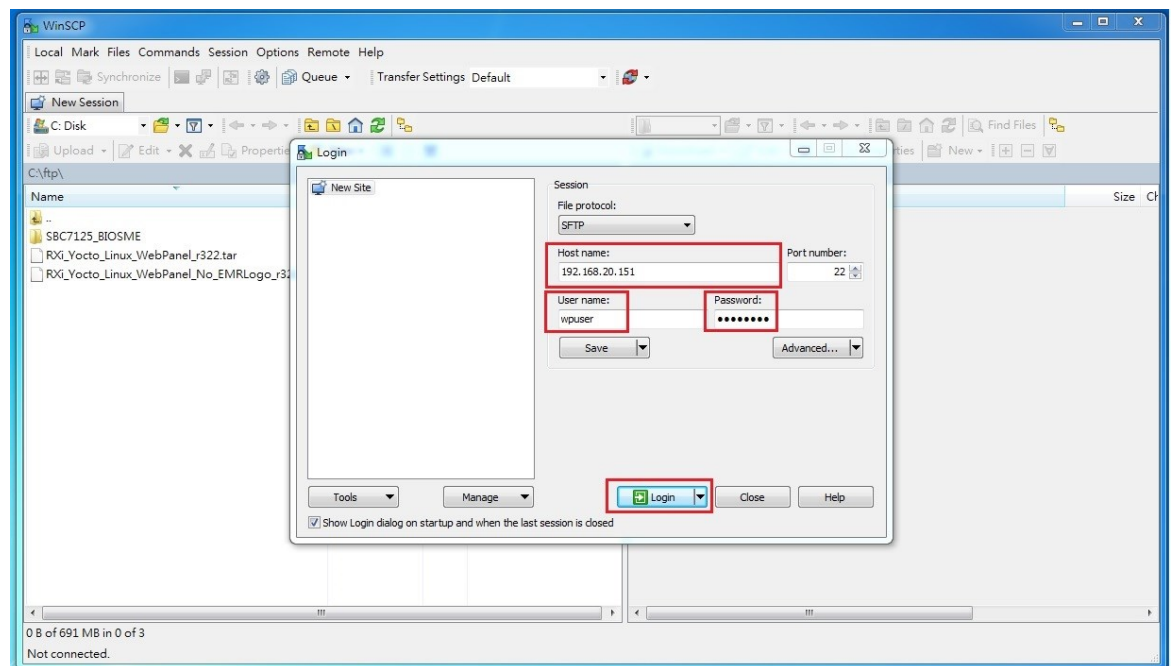 WinSCP
Local Mark Files Commands Session Options Remote Help
Synchronize Queue Transfer Settings Default
New Session
C: Disk Find Files
Upload Edit Propertie Login ties New
C:\ftp\
Name Size Ch
..
SBC7125_BIOSME
RXi_Yocto_Linux_WebPanel_r322.tar
RXi_Yocto_Linux_WebPanel_No_EMRLogo_r32
New Site
Session
File protocol:
SFTP
Host name: Port number:
192.168.20.151 22
User name: Password:
wpuser ••••••••
Save Advanced...
Tools Manage Login Close Help
Show Login dialog on startup and when the last session is closed
0 B of 691 MB in 0 of 3
Not connected.